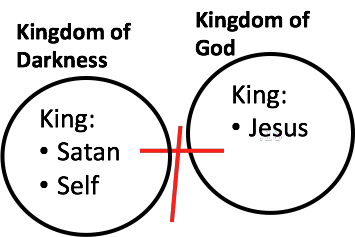 Kingdom of
Darkness
King:
• Satan
• Self
Kingdom of
God
King:
• Jesus